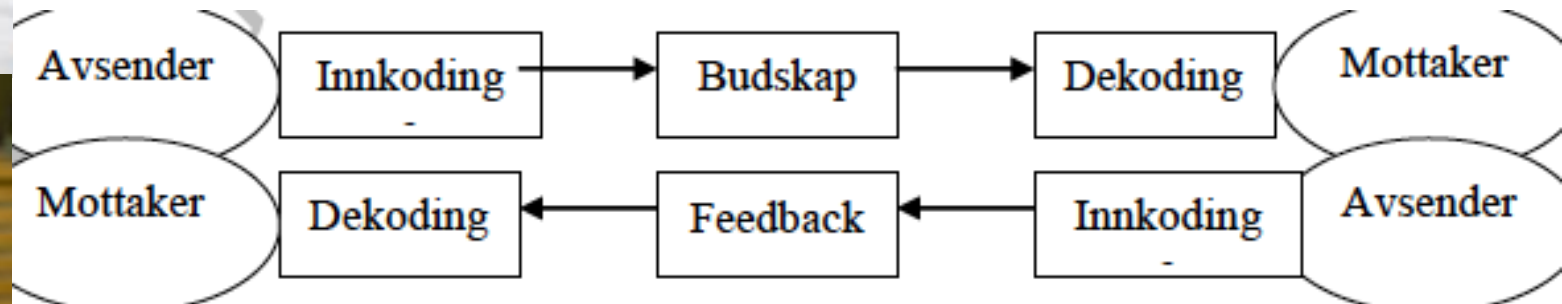 Avsender Innkoding Budskap Dekoding Mottaker
-
Mottaker Dekoding Feedback Innkoding Avsender
-